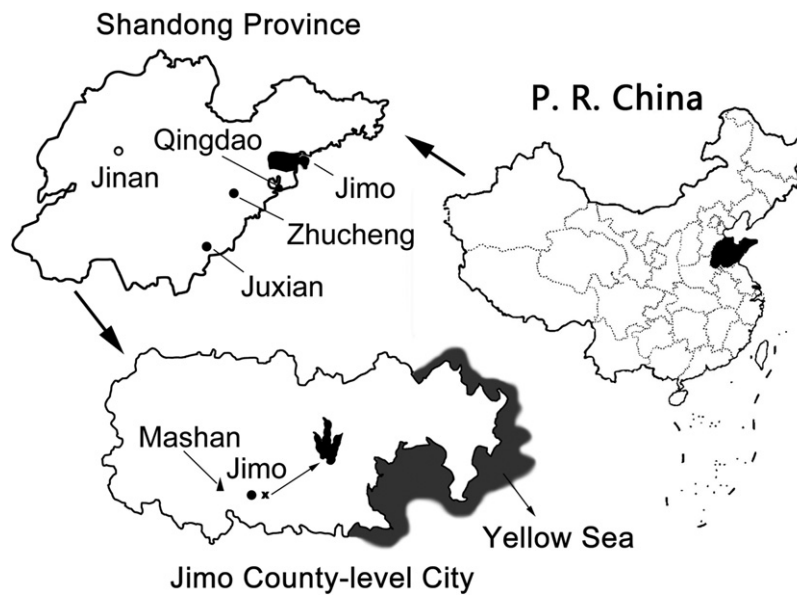 Shandong Province
P. R. China
Qingdao
Jinan
Jimo
Zhucheng
Juxian
Mashan
Jimo
x
Yellow Sea
Jimo County-level City